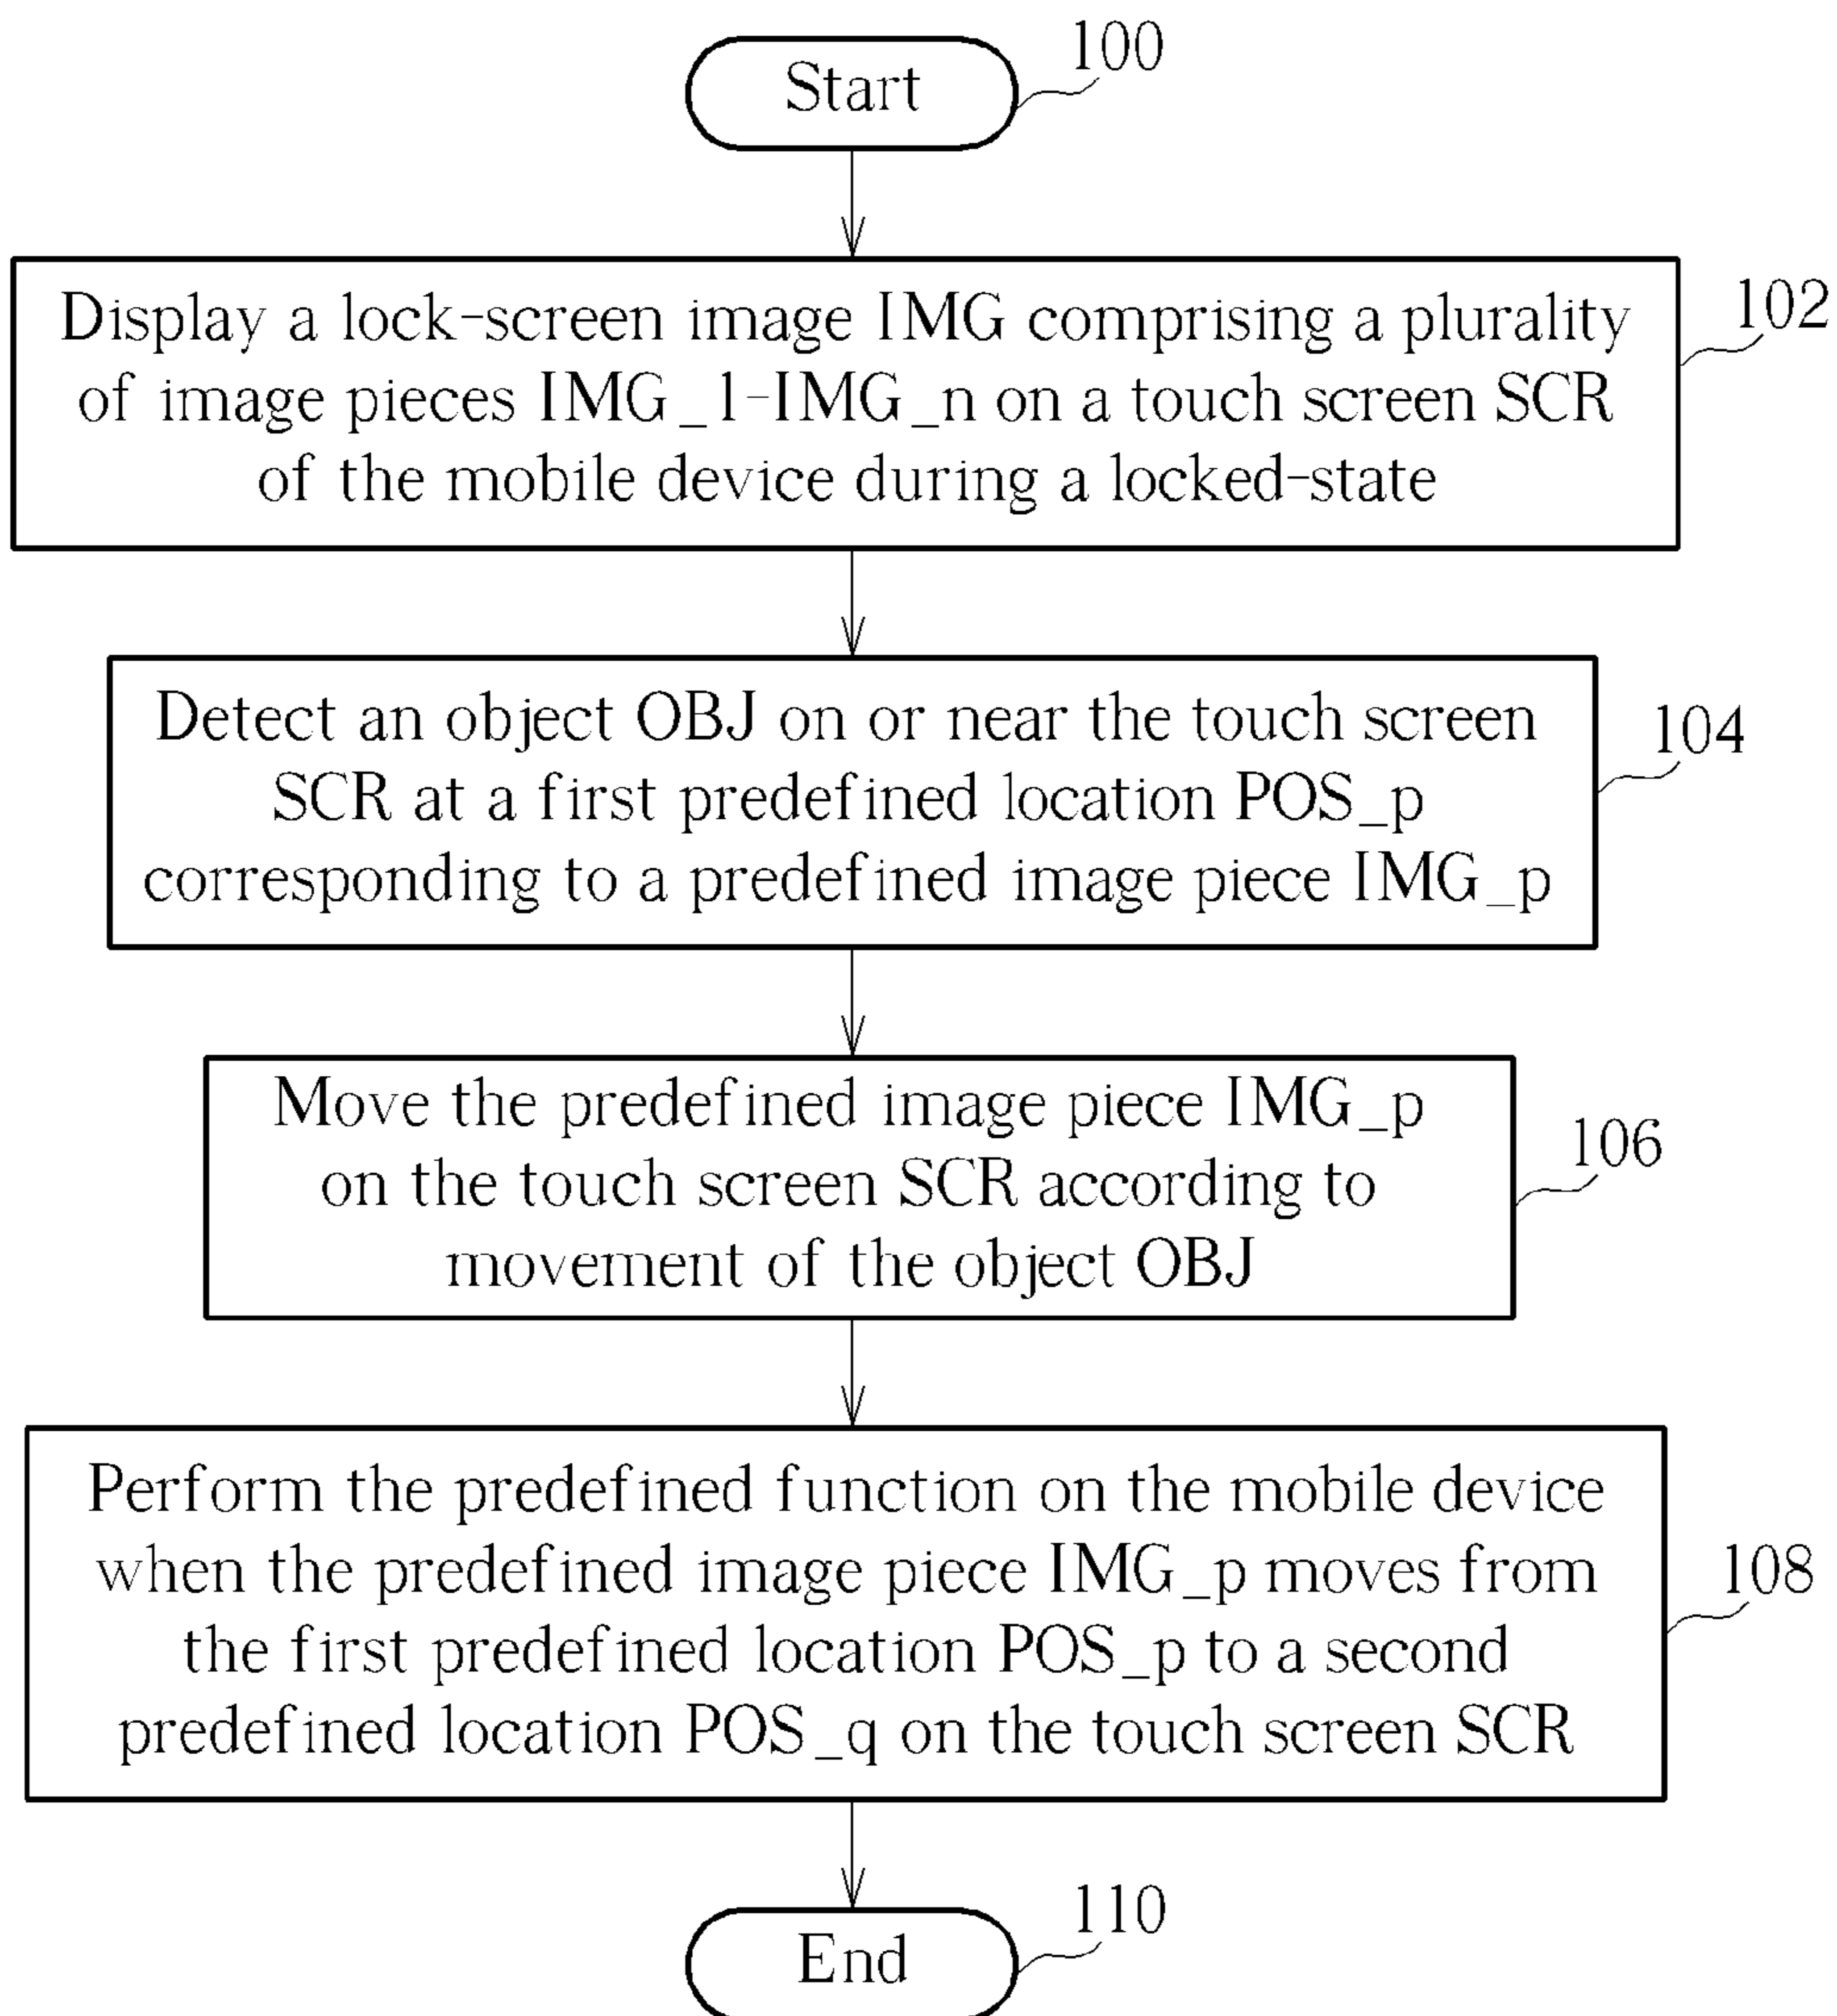 Start
100
Display a lock-screen image IMG comprising a plurality
of image pieces IMG_1-IMG_n on a touch screen SCR
of the mobile device during a locked-state
102
Detect an object OBJ on or near the touch screen
SCR at a first predefined location POS_p
corresponding to a predefined image piece IMG_p
104
Move the predefined image piece IMG_p
on the touch screen SCR according to
movement of the object OBJ
106
Perform the predefined function on the mobile device
when the predefined image piece IMG_p moves from
the first predefined location POS_p to a second
predefined location POS_q on the touch screen SCR
108
End
110